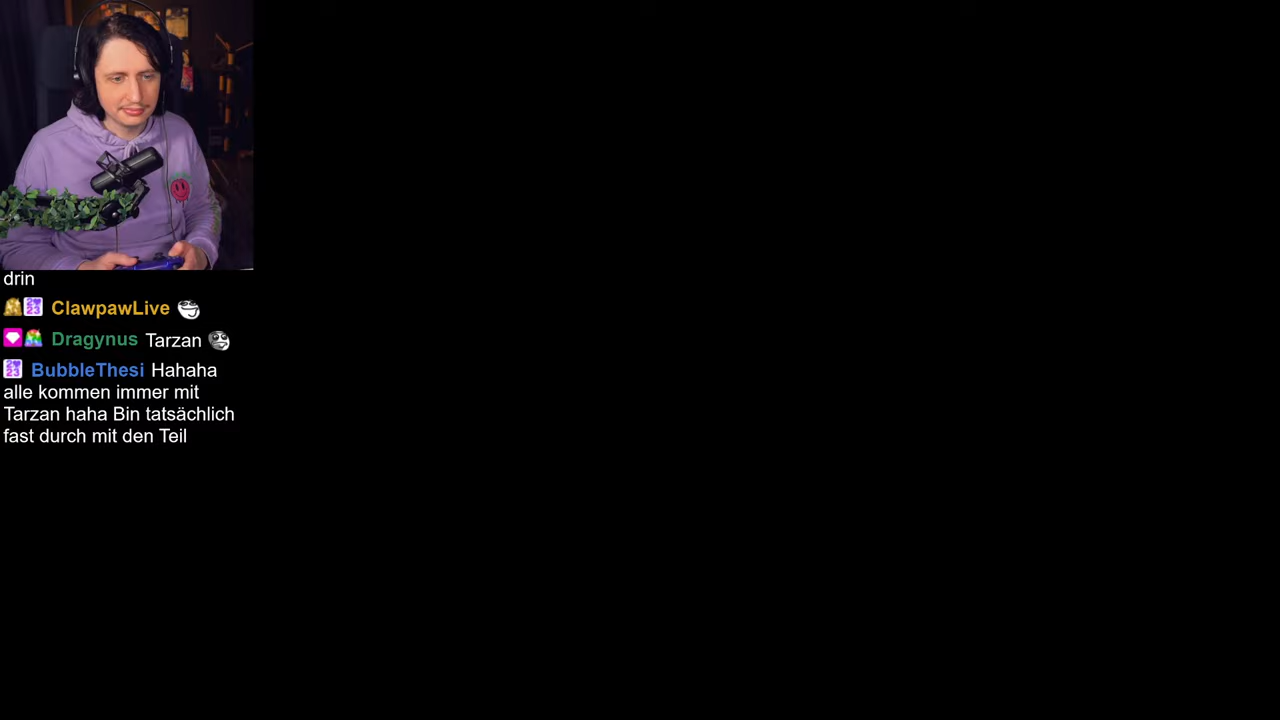 drin
ClawpawLive
Dragynus Tarzan
BubbleThesi Hahaha
alle kommen immer mit
Tarzan haha Bin tatsächlich
fast durch mit den Teil